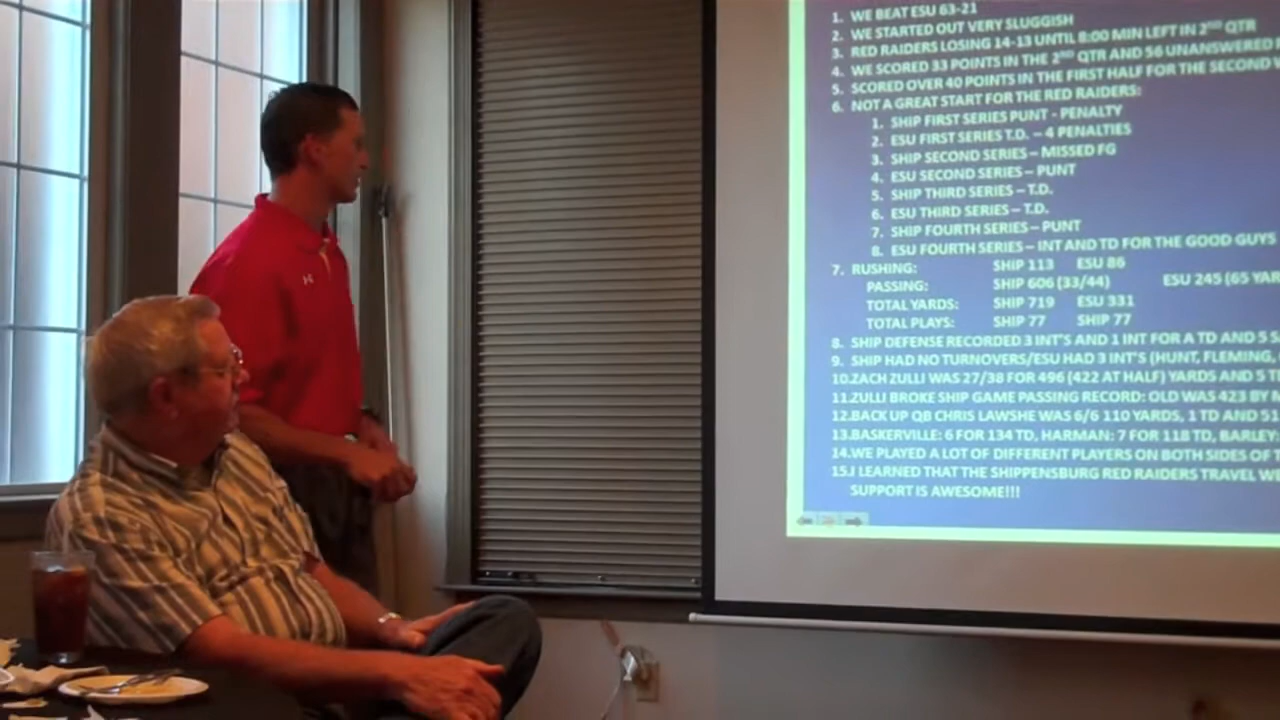 1. WE BEAT ESU 63-21
2. WE STARTED OUT VERY SLUGGISH
3. RED RAIDERS LOSING 14-13 UNTIL 8:00 MIN LEFT IN 2ND QTR
4. WE SCORED 33 POINTS IN THE 2ND QTR AND 56 UNANSWERED
5. SCORED OVER 40 POINTS IN THE FIRST HALF FOR THE SECOND
6. NOT A GREAT START FOR THE RED RAIDERS:
1. SHIP FIRST SERIES PUNT - PENALTY
2. ESU FIRST SERIES T.D. – 4 PENALTIES
3. SHIP SECOND SERIES – MISSED FG
4. ESU SECOND SERIES – PUNT
5. SHIP THIRD SERIES – T.D.
6. ESU THIRD SERIES – T.D.
7. SHIP FOURTH SERIES – PUNT
8. ESU FOURTH SERIES – INT AND TD FOR THE GOOD GUYS
7. RUSHING: SHIP 113 ESU 86
PASSING: SHIP 606 (33/44) ESU 245 (65 YAR
TOTAL YARDS: SHIP 719 ESU 331
TOTAL PLAYS: SHIP 77 SHIP 77
8. SHIP DEFENSE RECORDED 3 INT'S AND 1 INT FOR A TD AND 5 S
9. SHIP HAD NO TURNOVERS/ESU HAD 3 INT'S (HUNT, FLEMING,
10.ZACH ZULLI WAS 27/38 FOR 496 (422 AT HALF) YARDS AND 5 T
11.ZULLI BROKE SHIP GAME PASSING RECORD: OLD WAS 423 BY M
12.BACK UP QB CHRIS LAWSHE WAS 6/6 110 YARDS, 1 TD AND 51
13.BASKERVILLE: 6 FOR 134 TD, HARMAN: 7 FOR 118 TD, BARLEY:
14.WE PLAYED A LOT OF DIFFERENT PLAYERS ON BOTH SIDES OF T
15.I LEARNED THAT THE SHIPPENSBURG RED RAIDERS TRAVEL WE
SUPPORT IS AWESOME!!!